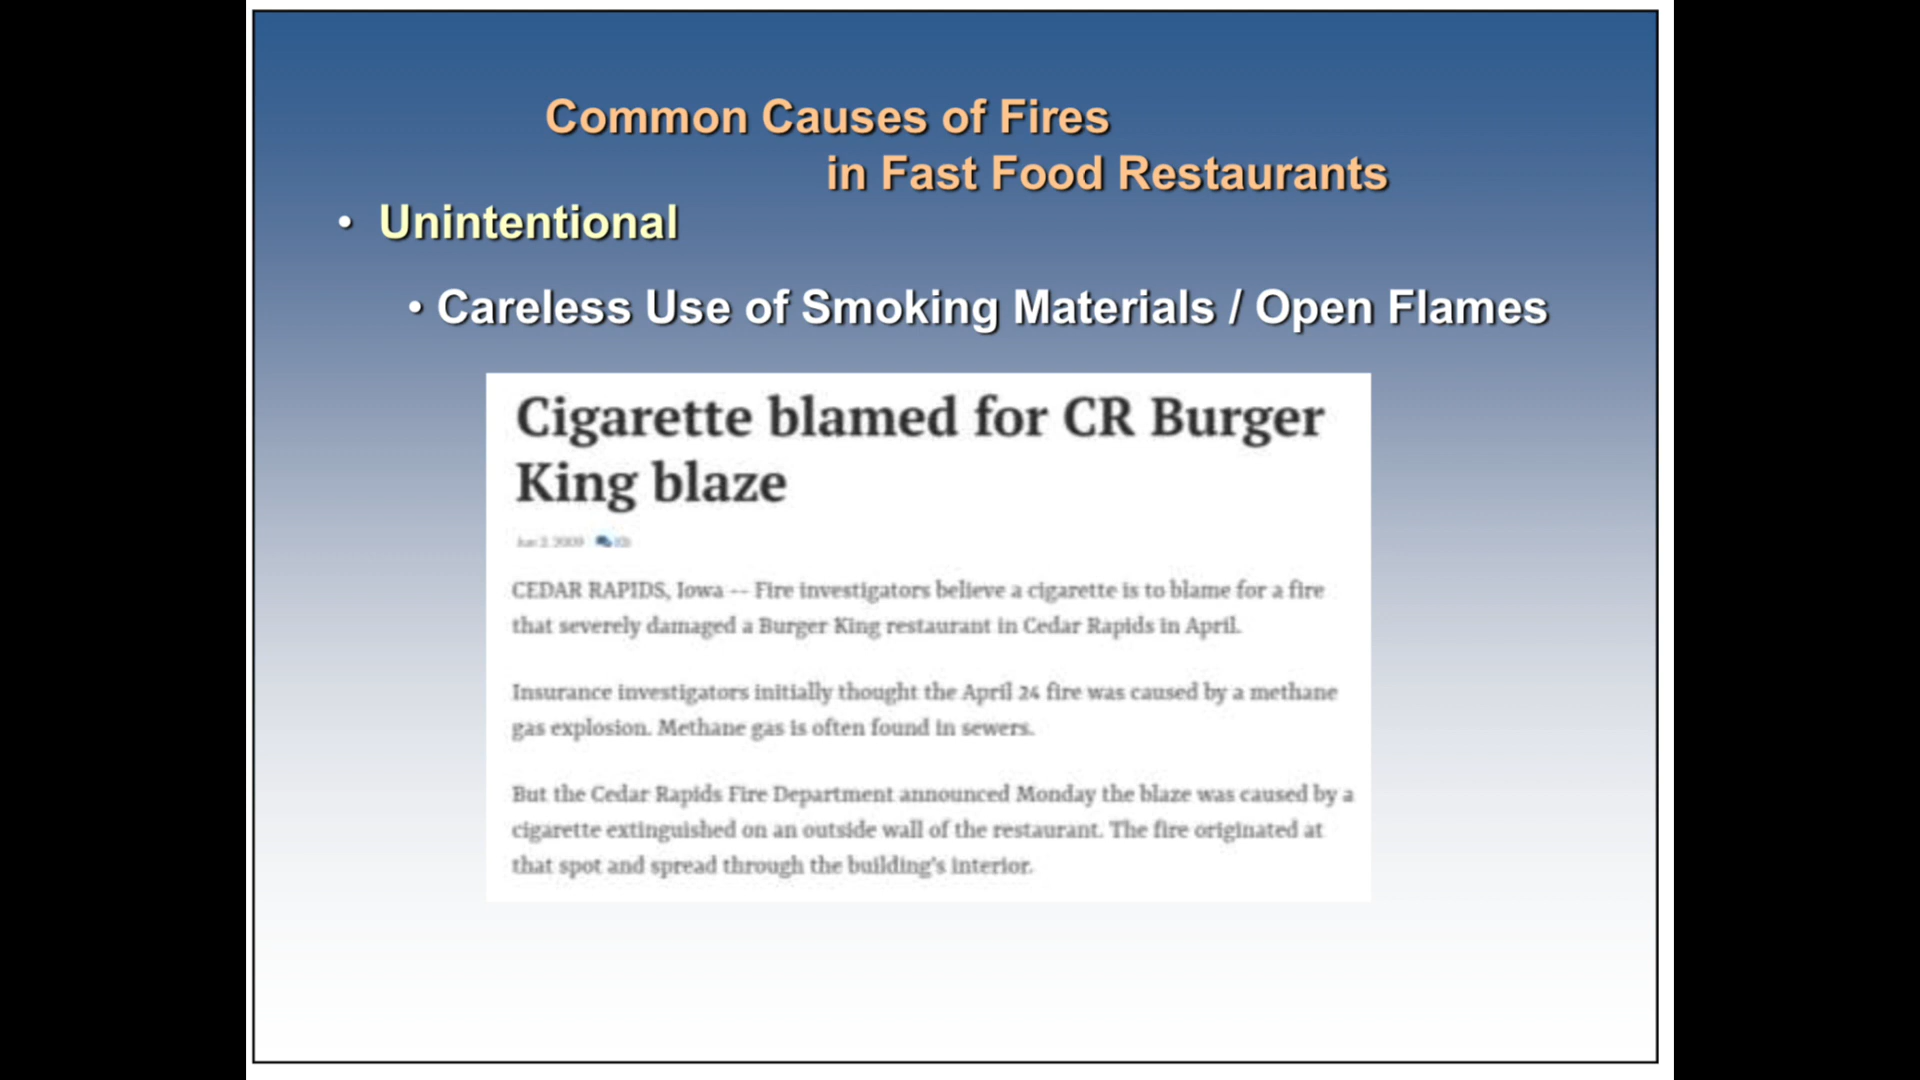 Common Causes of Fires
in Fast Food Restaurants
• Unintentional
• Careless Use of Smoking Materials / Open Flames
Cigarette blamed for CR Burger
King blaze
2009
CEDAR RAPIDS, Iowa -- Fire investigators believe a cigarette is to blame for a fire
that severely damaged a Burger King restaurant in Cedar Rapids in April.
Insurance investigators initially thought the April 24 fire was caused by a methane
gas explosion. Methane gas is often found in sewers.
But the Cedar Rapids Fire Department announced Monday the blaze was caused by a
cigarette extinguished on an outside wall of the restaurant. The fire originated at
that spot and spread through the building's interior.